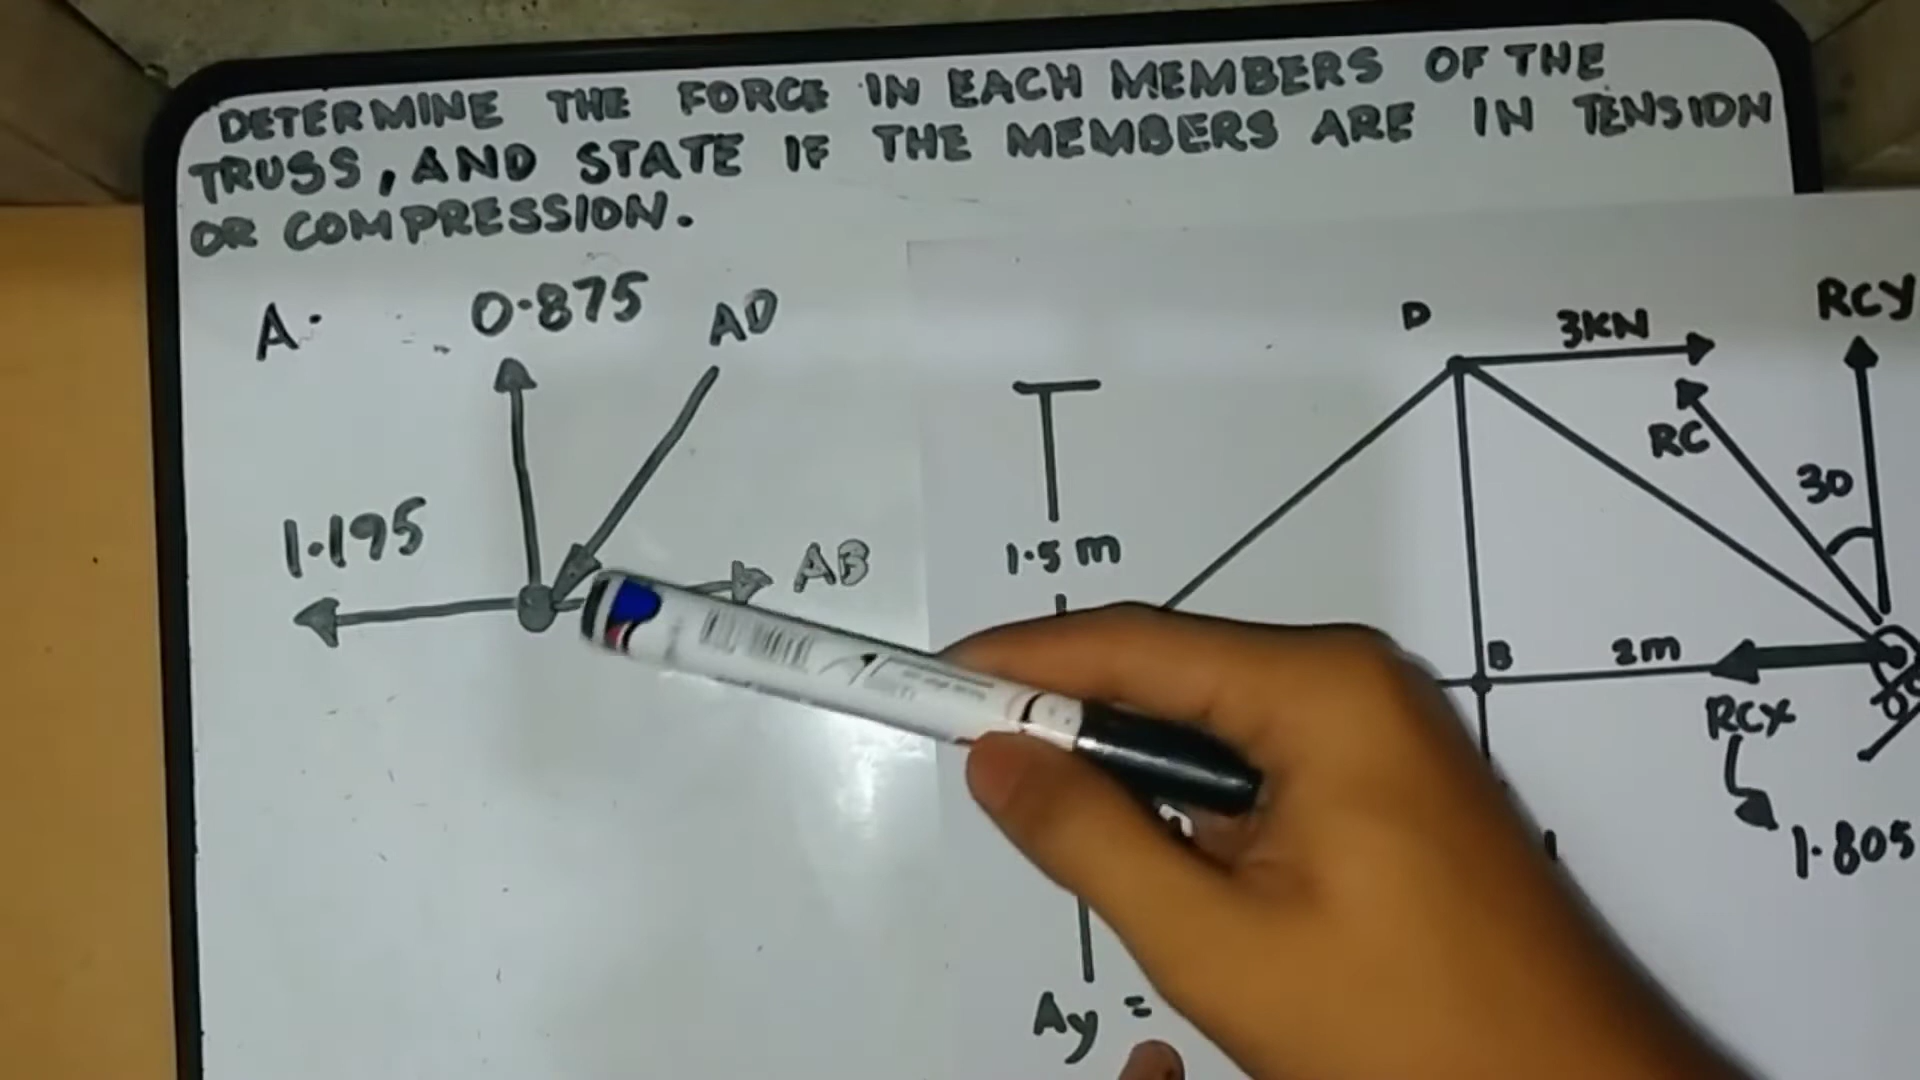 DETERMINE THE FORCE IN EACH MEMBERS OF THE
TRUSS, AND STATE IF THE MEMBERS ARE IN TENSION
OR COMPRESSION.
A.
0.875
AD
1.195
AB
D
3KN
RCY
RC
30
1.5 m
B
2m
RCX
1.805
Ay =